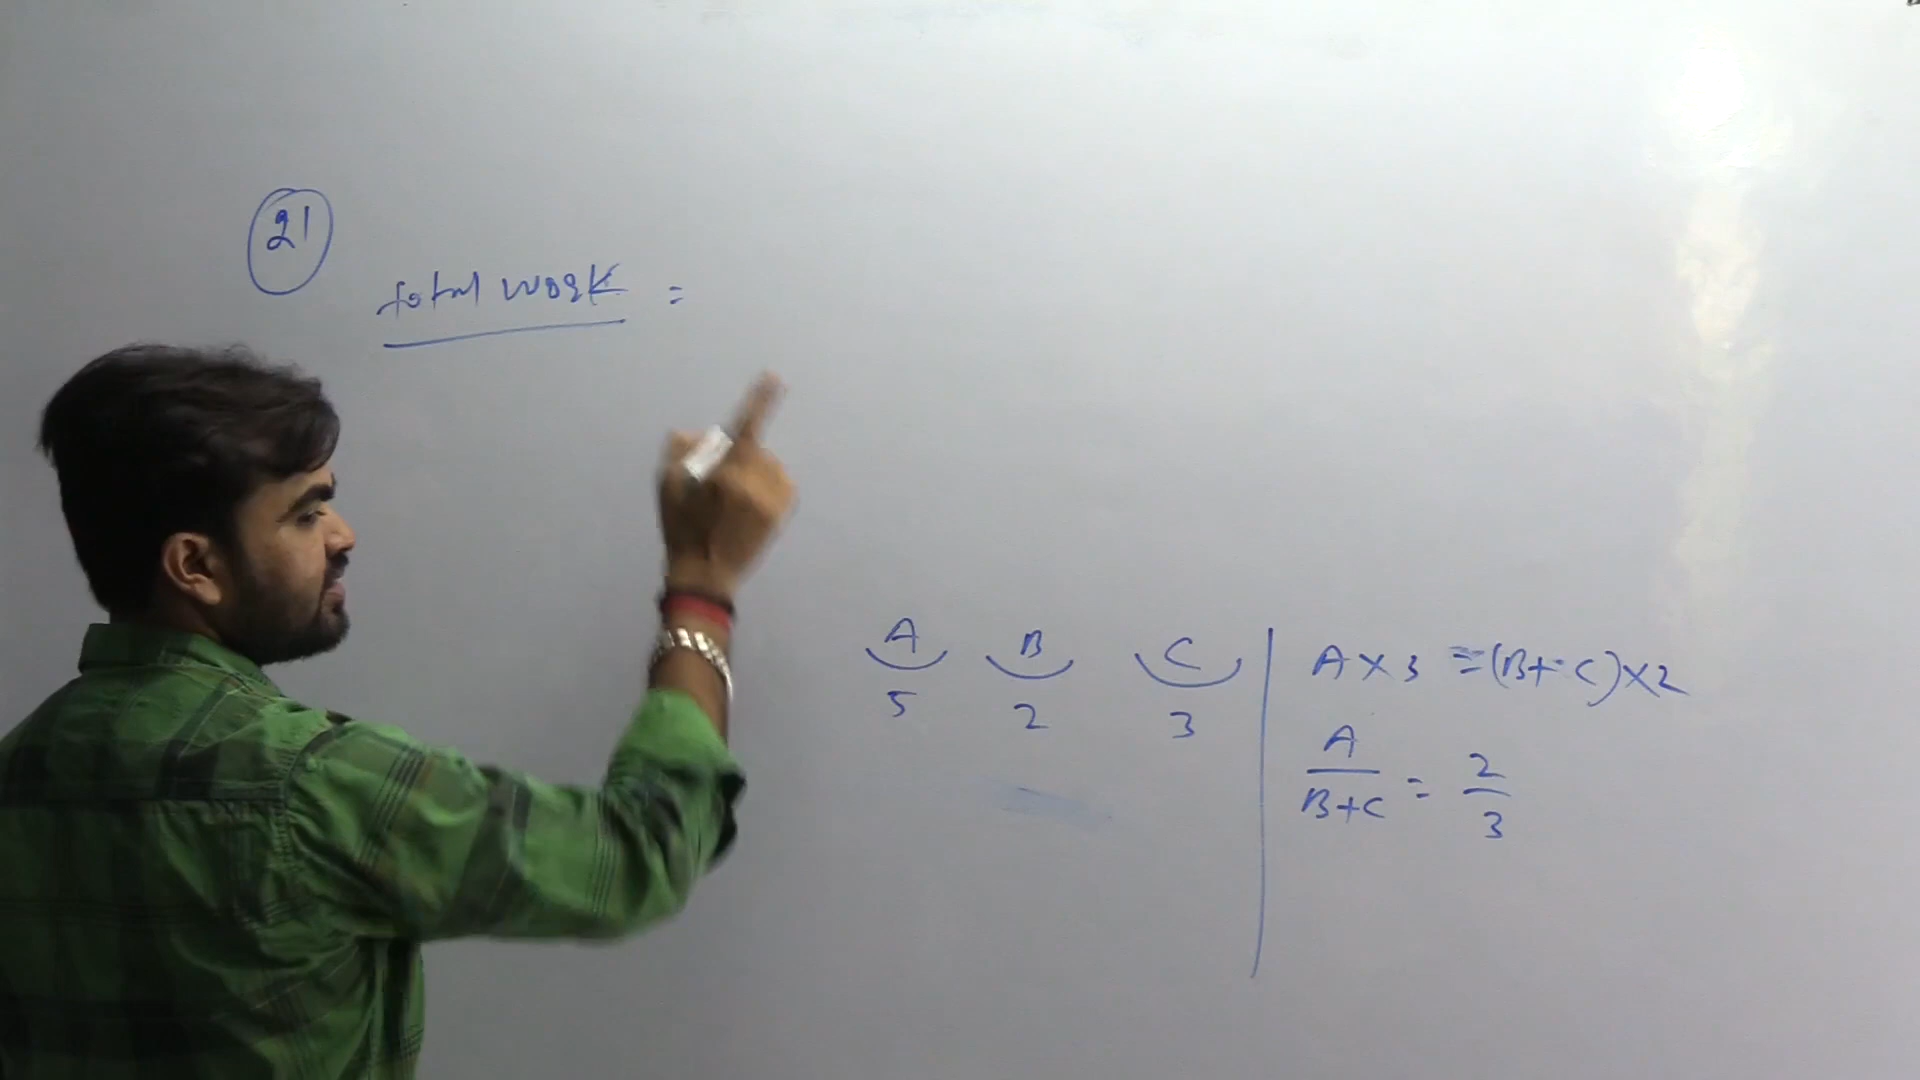 21
total work =
A B C
5 2 3
A × 3 = (B + C) × 2
A
B+C = 2
3